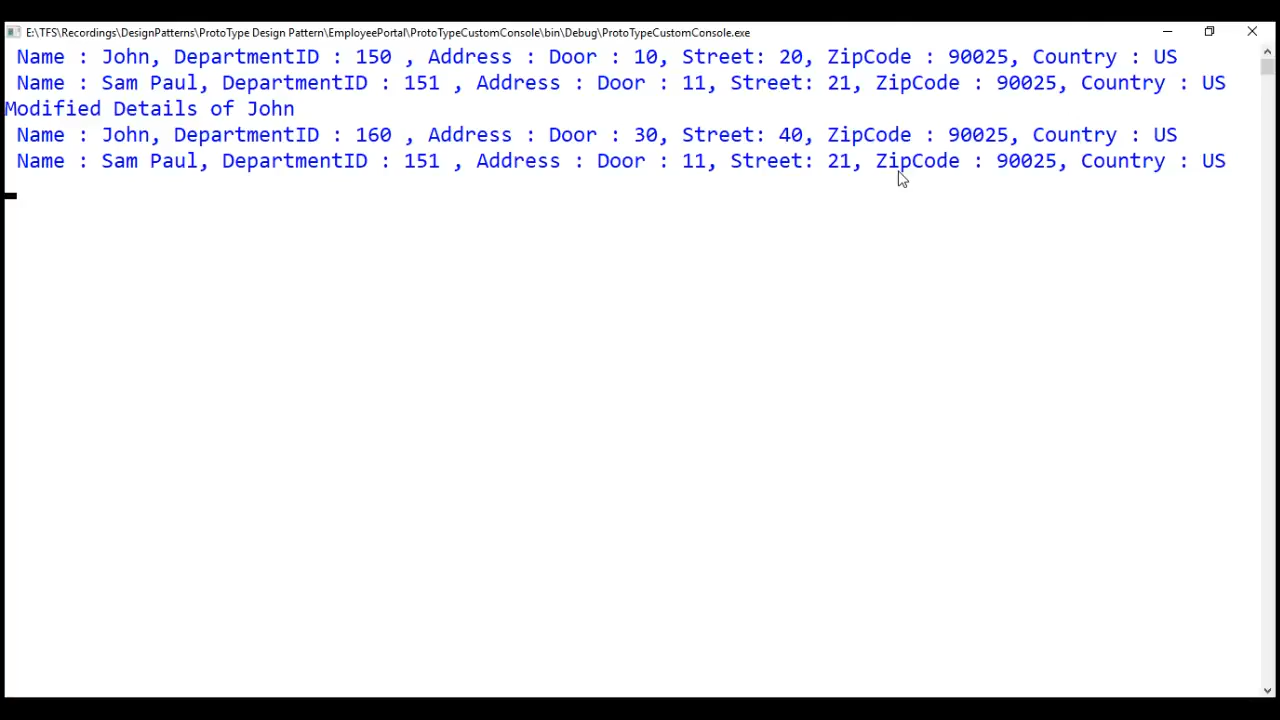 E:\TFS\Recordings\DesignPatterns\ProtoType Design Pattern\EmployeePortal\ProtoTypeCustomConsole\bin\Debug\ProtoTypeCustomConsole.exe
Name : John, DepartmentID : 150 , Address : Door : 10, Street: 20, ZipCode : 90025, Country : US
Name : Sam Paul, DepartmentID : 151 , Address : Door : 11, Street: 21, ZipCode : 90025, Country : US
Modified Details of John
Name : John, DepartmentID : 160 , Address : Door : 30, Street: 40, ZipCode : 90025, Country : US
Name : Sam Paul, DepartmentID : 151 , Address : Door : 11, Street: 21, ZipCode : 90025, Country : US